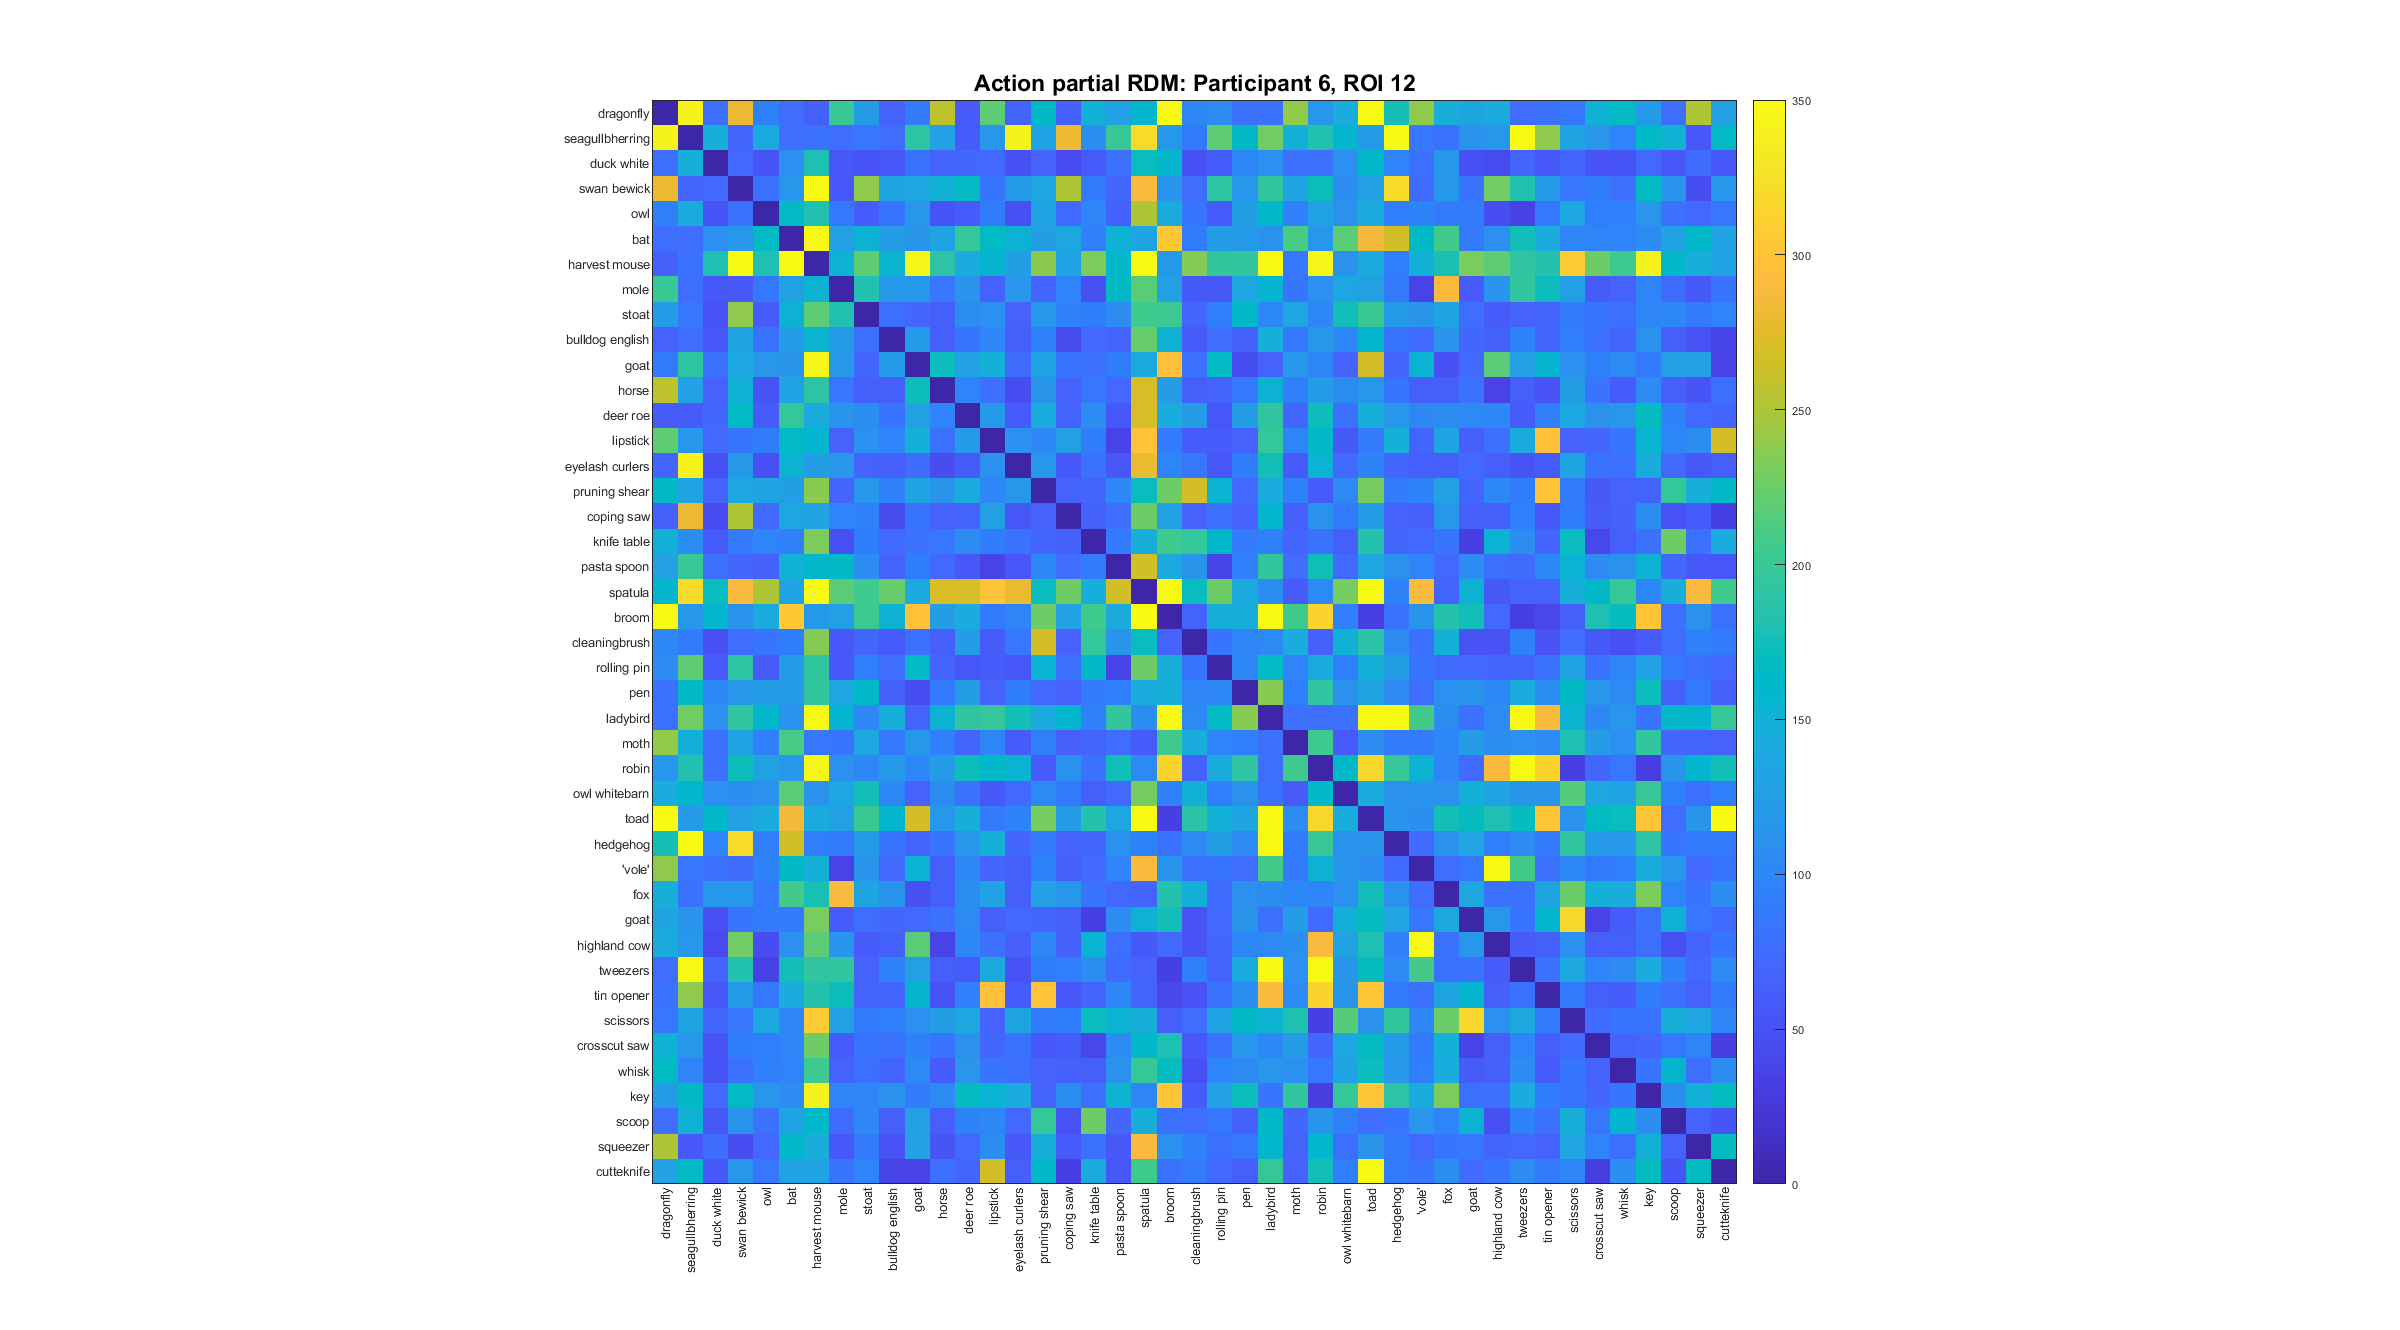 Action partial RDM: Participant 6, ROI 12
dragonfly
seagullbherring
duck white
swan bewick
owl
bat
harvest mouse
mole
stoat
bulldog english
goat
horse
deer roe
lipstick
eyelash curlers
pruning shear
coping saw
knife table
pasta spoon
spatula
broom
cleaningbrush
rolling pin
pen
ladybird
moth
robin
owl whitebarn
toad
hedgehog
'vole'
fox
goat
highland cow
tweezers
tin opener
scissors
crosscut saw
whisk
key
scoop
squeezer
cutteknife
dragonfly
seagullbherring
duck white
swan bewick
owl
bat
harvest mouse
mole
stoat
bulldog english
goat
horse
deer roe
lipstick
eyelash curlers
pruning shear
coping saw
knife table
pasta spoon
spatula
broom
cleaningbrush
rolling pin
pen
ladybird
moth
robin
owl whitebarn
toad
hedgehog
'vole'
fox
goat
highland cow
tweezers
tin opener
scissors
crosscut saw
whisk
key
scoop
squeezer
cutteknife
350
300
250
200
150
100
50
0